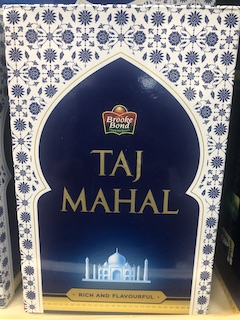 Brooke
Bond
TAJ
MAHAL
RICH AND FLAVOURFUL